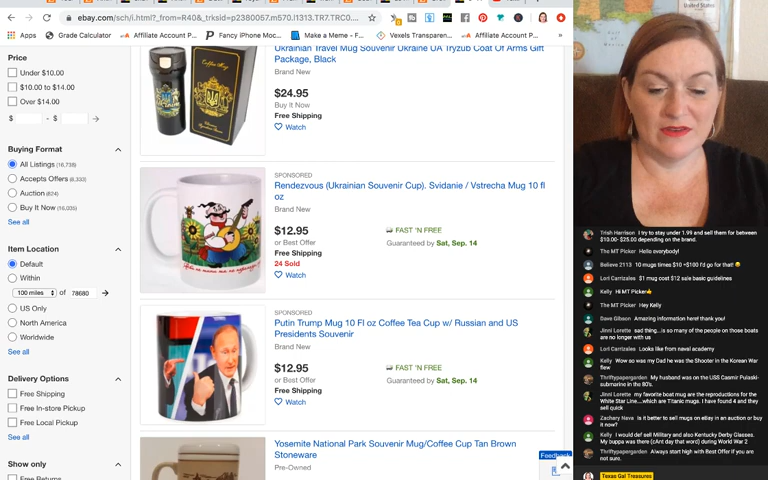 ebay.com/sch/i.html?_from=R40&_trksid=p2380057.m570.l1313.TR7.TRC0....
Apps
Grade Calculator
Affiliate Account P...
Fancy iPhone Moc...
Make a Meme - F...
Vexels Transparen...
Affiliate Account P...
Price
Under $10.00
$10.00 to $14.00
Over $14.00
$ - $
Buying Format
All Listings (16,738)
Accepts Offers (8,333)
Auction (824)
Buy It Now (16,035)
See all
Item Location
Default
Within
100 miles of 78680
US Only
North America
Worldwide
See all
Delivery Options
Free Shipping
Free In-store Pickup
Free Local Pickup
See all
Show only
Free Returns
Ukrainian Travel Mug Souvenir Ukraine UA Tryzub Coat Of Arms Gift
Package, Black
Brand New
$24.95
Buy It Now
Free Shipping
Watch
SPONSORED
Rendezvous (Ukrainian Souvenir Cup). Svidanie / Vstrecha Mug 10 fl
oz
Brand New
$12.95
or Best Offer
Free Shipping
24 Sold
Watch
FAST 'N FREE
Guaranteed by Sat, Sep. 14
SPONSORED
Putin Trump Mug 10 Fl oz Coffee Tea Cup w/ Russian and US
Presidents Souvenir
Brand New
$12.95
or Best Offer
Free Shipping
Watch
FAST 'N FREE
Guaranteed by Sat, Sep. 14
Yosemite National Park Souvenir Mug/Coffee Cup Tan Brown
Stoneware
Pre-Owned
Feedback
United States
Trish Harrison I try to stay under 1.99 and sell them for between
$10.00- $25.00 depending on the brand.
The MT Picker Hello everybody!
Believe 2113 10 mugs times $10 =$100 I'd go for that!
Lori Carrizales $1 mug cost $12 sale basic guidelines
Kelly Hi MT Picker
The MT Picker Hey Kelly
Dave Gibson Amazing information here! thank you!
Jinni Lorette sad thing...is so many of the people on those boats
are no longer with us
Lori Carrizales Looks like from naval academy
Kelly Wow so was my Dad he was the Shooter in the Korean War
flew
Thriftypapergarden My husband was on the USS Casmir Pulaski-
submarine in the 80's.
Jinni Lorette my favorite boat mug are the reproductions for the
White Star Line....which are Titanic mugs. I have found 4 and they
sell quick
Zachary Nava Is it better to sell mugs on eBay in an auction or buy
it now?
Kelly I would def sell Military and also Kentucky Derby Glasses.
My buppa was there (cAnt day that word) during World War 2
Thriftypapergarden Always start high with Best Offer if you are
not sure.
Texas Gal Treasures